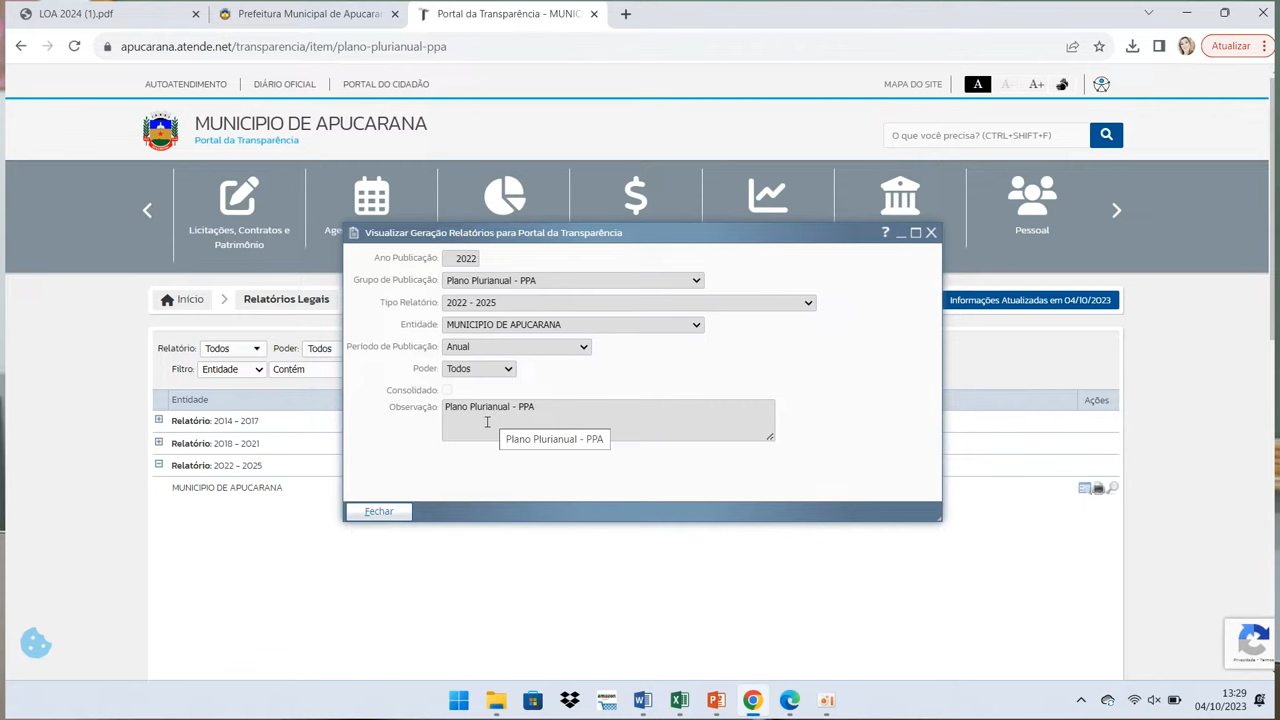 LOA 2024 (1).pdf
Prefeitura Municipal de Apucaran
Portal da Transparência - MUNIC
apucarana.atende.net/transparencia/item/plano-plurianual-ppa
Atualizar
AUTOATENDIMENTO DIÁRIO OFICIAL PORTAL DO CIDADÃO MAPA DO SITE A A- A+
MUNICIPIO DE APUCARANA
Portal da Transparência
O que você precisa? (CTRL+SHIFT+F)
Licitações, Contratos e
Patrimônio
Pessoal
Visualizar Geração Relatórios para Portal da Transparência
Ano Publicação: 2022
Grupo de Publicação: Plano Plurianual - PPA
Tipo Relatório: 2022 - 2025
Entidade: MUNICIPIO DE APUCARANA
Período de Publicação: Anual
Poder: Todos
Consolidado:
Observação: Plano Plurianual - PPA
Plano Plurianual - PPA
Fechar
Início Relatórios Legais
Informações Atualizadas em 04/10/2023
Relatório: Todos Poder: Todos
Filtro: Entidade Contém
Entidade Ações
Relatório: 2014 - 2017
Relatório: 2018 - 2021
Relatório: 2022 - 2025
MUNICIPIO DE APUCARANA
Privacidade - Termos
amazon
13:29
04/10/2023